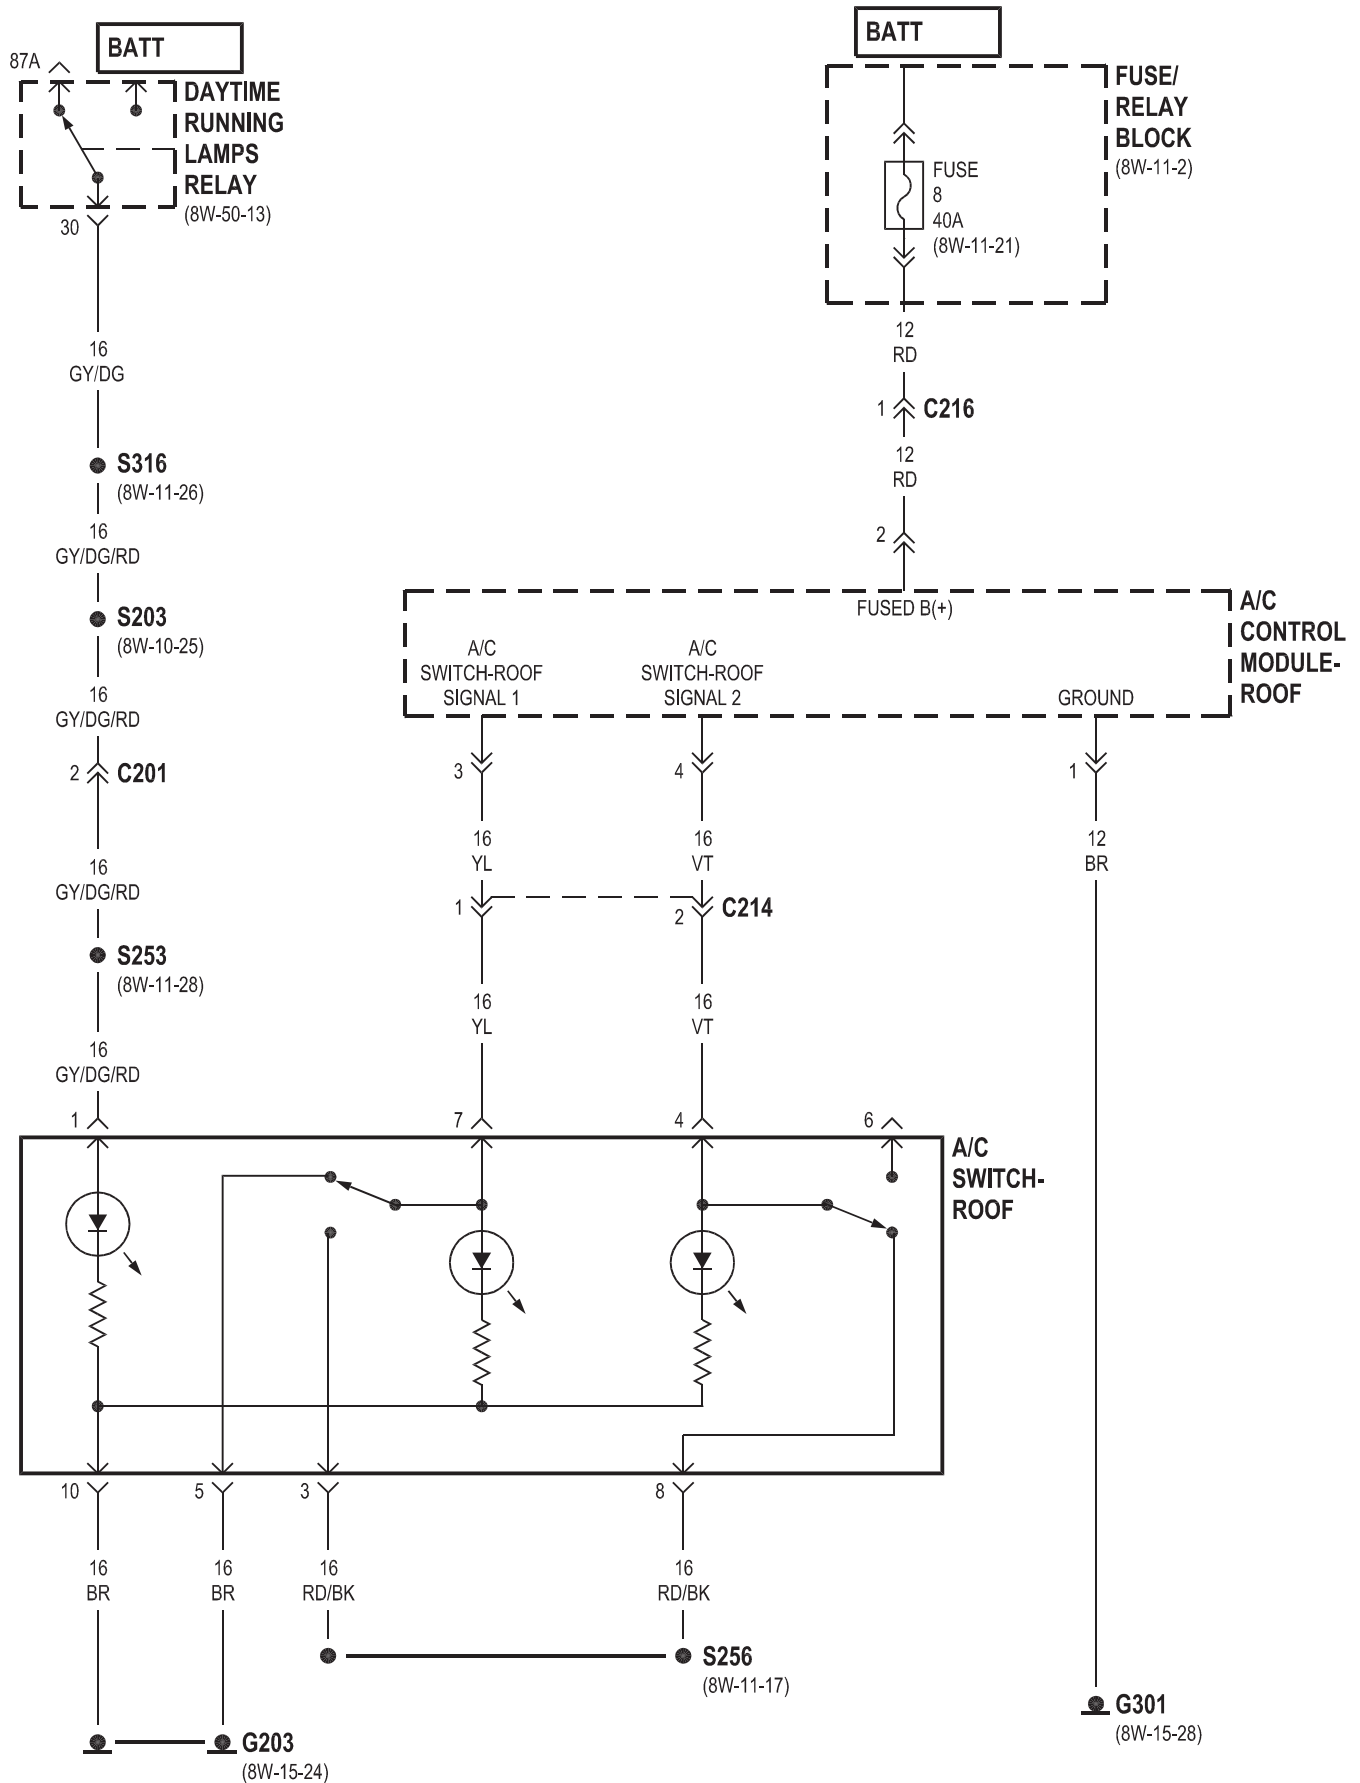 BATT
87A
DAYTIME
RUNNING
LAMPS
RELAY
(8W-50-13)
30
16
GY/DG
S316
(8W-11-26)
16
GY/DG/RD
S203
(8W-10-25)
16
GY/DG/RD
2
C201
16
GY/DG/RD
S253
(8W-11-28)
16
GY/DG/RD
1
BATT
FUSE/
RELAY
BLOCK
(8W-11-2)
FUSE
8
40A
(8W-11-21)
12
RD
1
C216
12
RD
2
FUSED B(+)
A/C
SWITCH-ROOF
SIGNAL 1
A/C
SWITCH-ROOF
SIGNAL 2
GROUND
A/C
CONTROL
MODULE-
ROOF
3
4
1
16
YL
16
VT
12
BR
1
2
C214
16
YL
16
VT
7
4
6
A/C
SWITCH-
ROOF
10
5
3
8
16
BR
16
BR
16
RD/BK
16
RD/BK
S256
(8W-11-17)
G301
(8W-15-28)
G203
(8W-15-24)